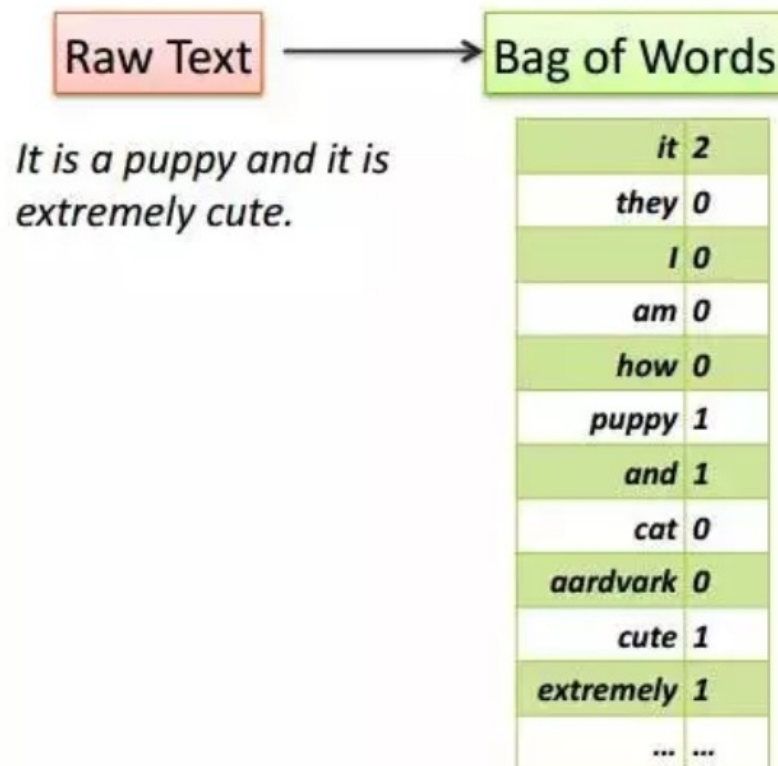 Raw Text
Bag of Words
It is a puppy and it is
extremely cute.
it 2
they 0
I 0
am 0
how 0
puppy 1
and 1
cat 0
aardvark 0
cute 1
extremely 1
... ...